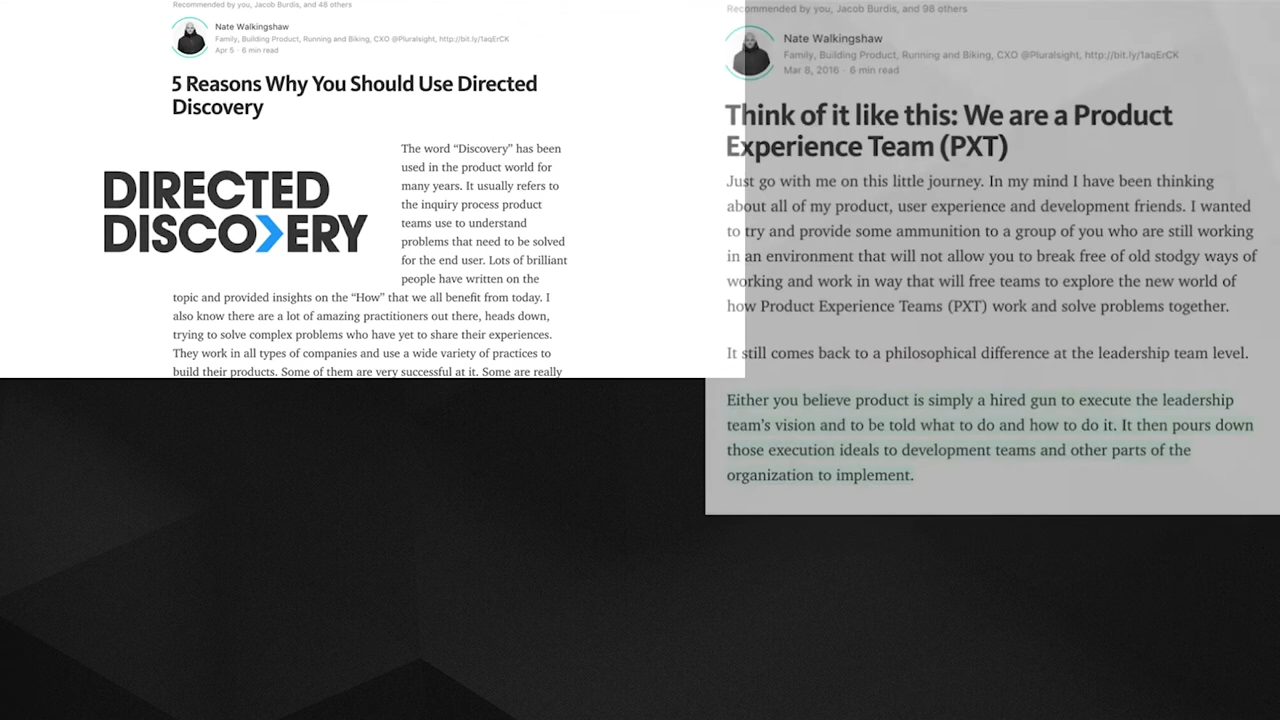 Recommended by you, Jacob Burdis, and 48 others
Nate Walkingshaw
Family, Building Product, Running and Biking, CXO @Pluralsight, http://bit.ly/1aqErCK
Apr 5 · 6 min read
5 Reasons Why You Should Use Directed
Discovery
DIRECTED
DISCO>ERY
The word “Discovery” has been
used in the product world for
many years. It usually refers to
the inquiry process product
teams use to understand
problems that need to be solved
for the end user. Lots of brilliant
people have written on the
topic and provided insights on the “How” that we all benefit from today. I
also know there are a lot of amazing practitioners out there, heads down,
trying to solve complex problems who have yet to share their experiences.
They work in all types of companies and use a wide variety of practices to
build their products. Some of them are very successful at it. Some are really
Recommended by you, Jacob Burdis, and 98 others
Nate Walkingshaw
Family, Building Product, Running and Biking, CXO @Pluralsight, http://bit.ly/1aqErCK
Mar 8, 2016 · 6 min read
Think of it like this: We are a Product
Experience Team (PXT)
Just go with me on this little journey. In my mind I have been thinking
about all of my product, user experience and development friends. I wanted
to try and provide some ammunition to a group of you who are still working
in an environment that will not allow you to break free of old stodgy ways of
working and work in way that will free teams to explore the new world of
how Product Experience Teams (PXT) work and solve problems together.
It still comes back to a philosophical difference at the leadership team level.
Either you believe product is simply a hired gun to execute the leadership
team’s vision and to be told what to do and how to do it. It then pours down
those execution ideals to development teams and other parts of the
organization to implement.